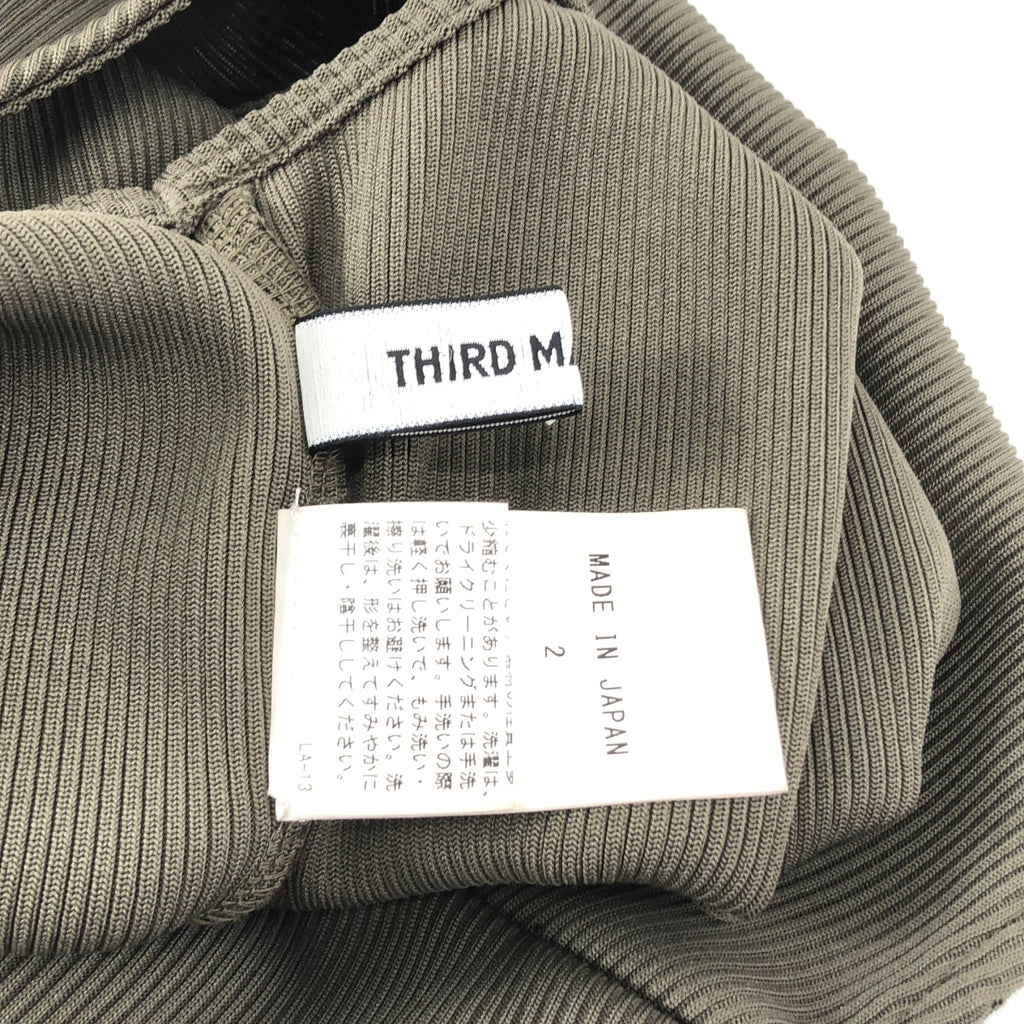 THIRD MA
MADE IN JAPAN
2
少縮むことがあります。洗濯は、
ドライクリーニングまたは手洗
いでお願いします。手洗いの際
は軽く押し洗いで、もみ洗い・
擦り洗いはお避けください。洗
濯後は、形を整えてすみやかに
裏干し・陰干ししてください。
LA-13